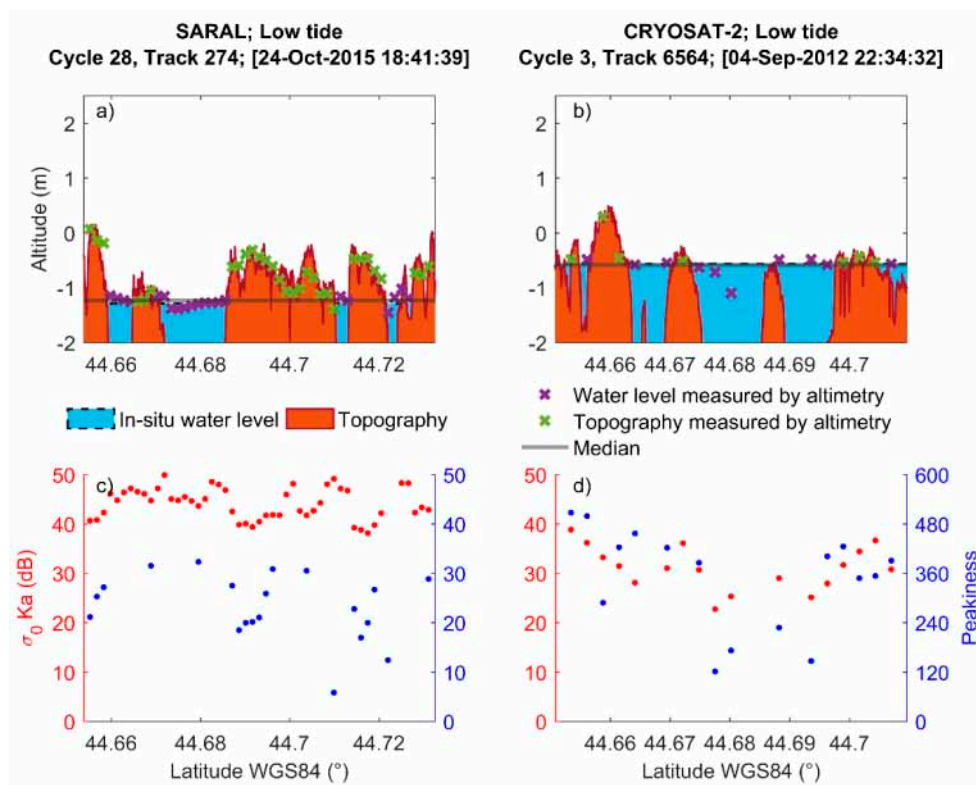 SARAL; Low tide
Cycle 28, Track 274; [24-Oct-2015 18:41:39]
CRYOSAT-2; Low tide
Cycle 3, Track 6564; [04-Sep-2012 22:34:32]
a)
2
1
0
-1
-2
Altitude (m)
44.66
44.68
44.7
44.72
b)
2
1
0
-1
-2
44.66
44.67
44.68
44.69
44.7
In-situ water level
Topography
Water level measured by altimetry
Topography measured by altimetry
Median
c)
50
40
30
20
10
0
σ0 Ka (dB)
50
40
30
20
10
0
44.66
44.68
44.7
44.72
Latitude WGS84 (°)
d)
50
40
30
20
10
0
600
480
360
240
120
0
Peakiness
44.66
44.67
44.68
44.69
44.7
Latitude WGS84 (°)